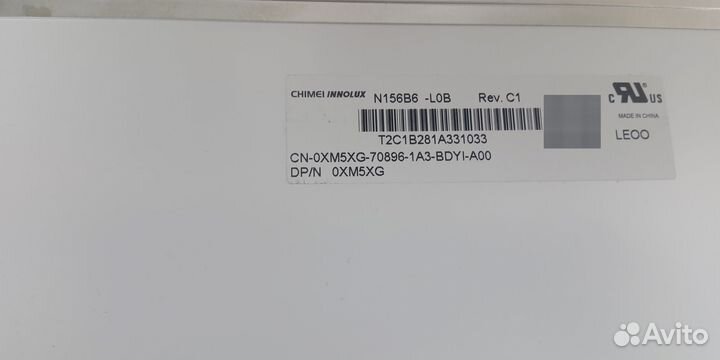 CHIMEI INNOLUX N156B6 -L0B Rev. C1
T2C1B281A331033
CN-0XM5XG-70896-1A3-BDYI-A00
DP/N 0XM5XG
c RU US
MADE IN CHINA
LEOO
Avito